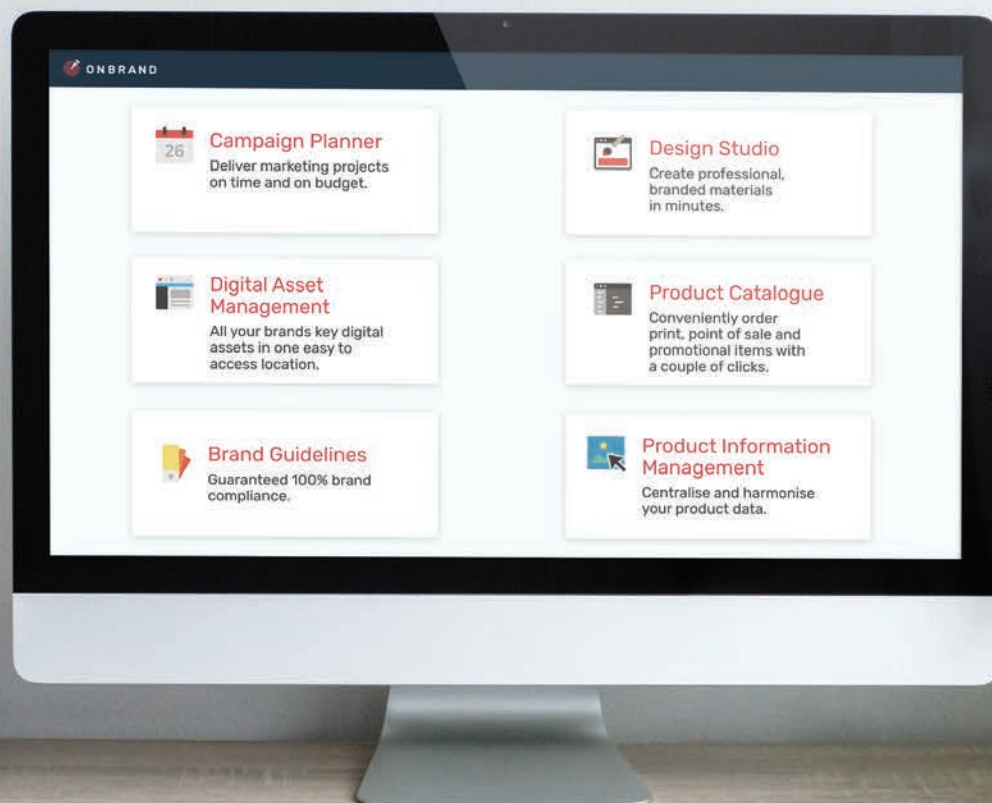 ONBRAND
26
Campaign Planner
Deliver marketing projects
on time and on budget.
Design Studio
Create professional,
branded materials
in minutes.
Digital Asset
Management
All your brands key digital
assets in one easy to
access location.
Product Catalogue
Conveniently order
print, point of sale and
promotional items with
a couple of clicks.
Brand Guidelines
Guaranteed 100% brand
compliance.
Product Information
Management
Centralise and harmonise
your product data.